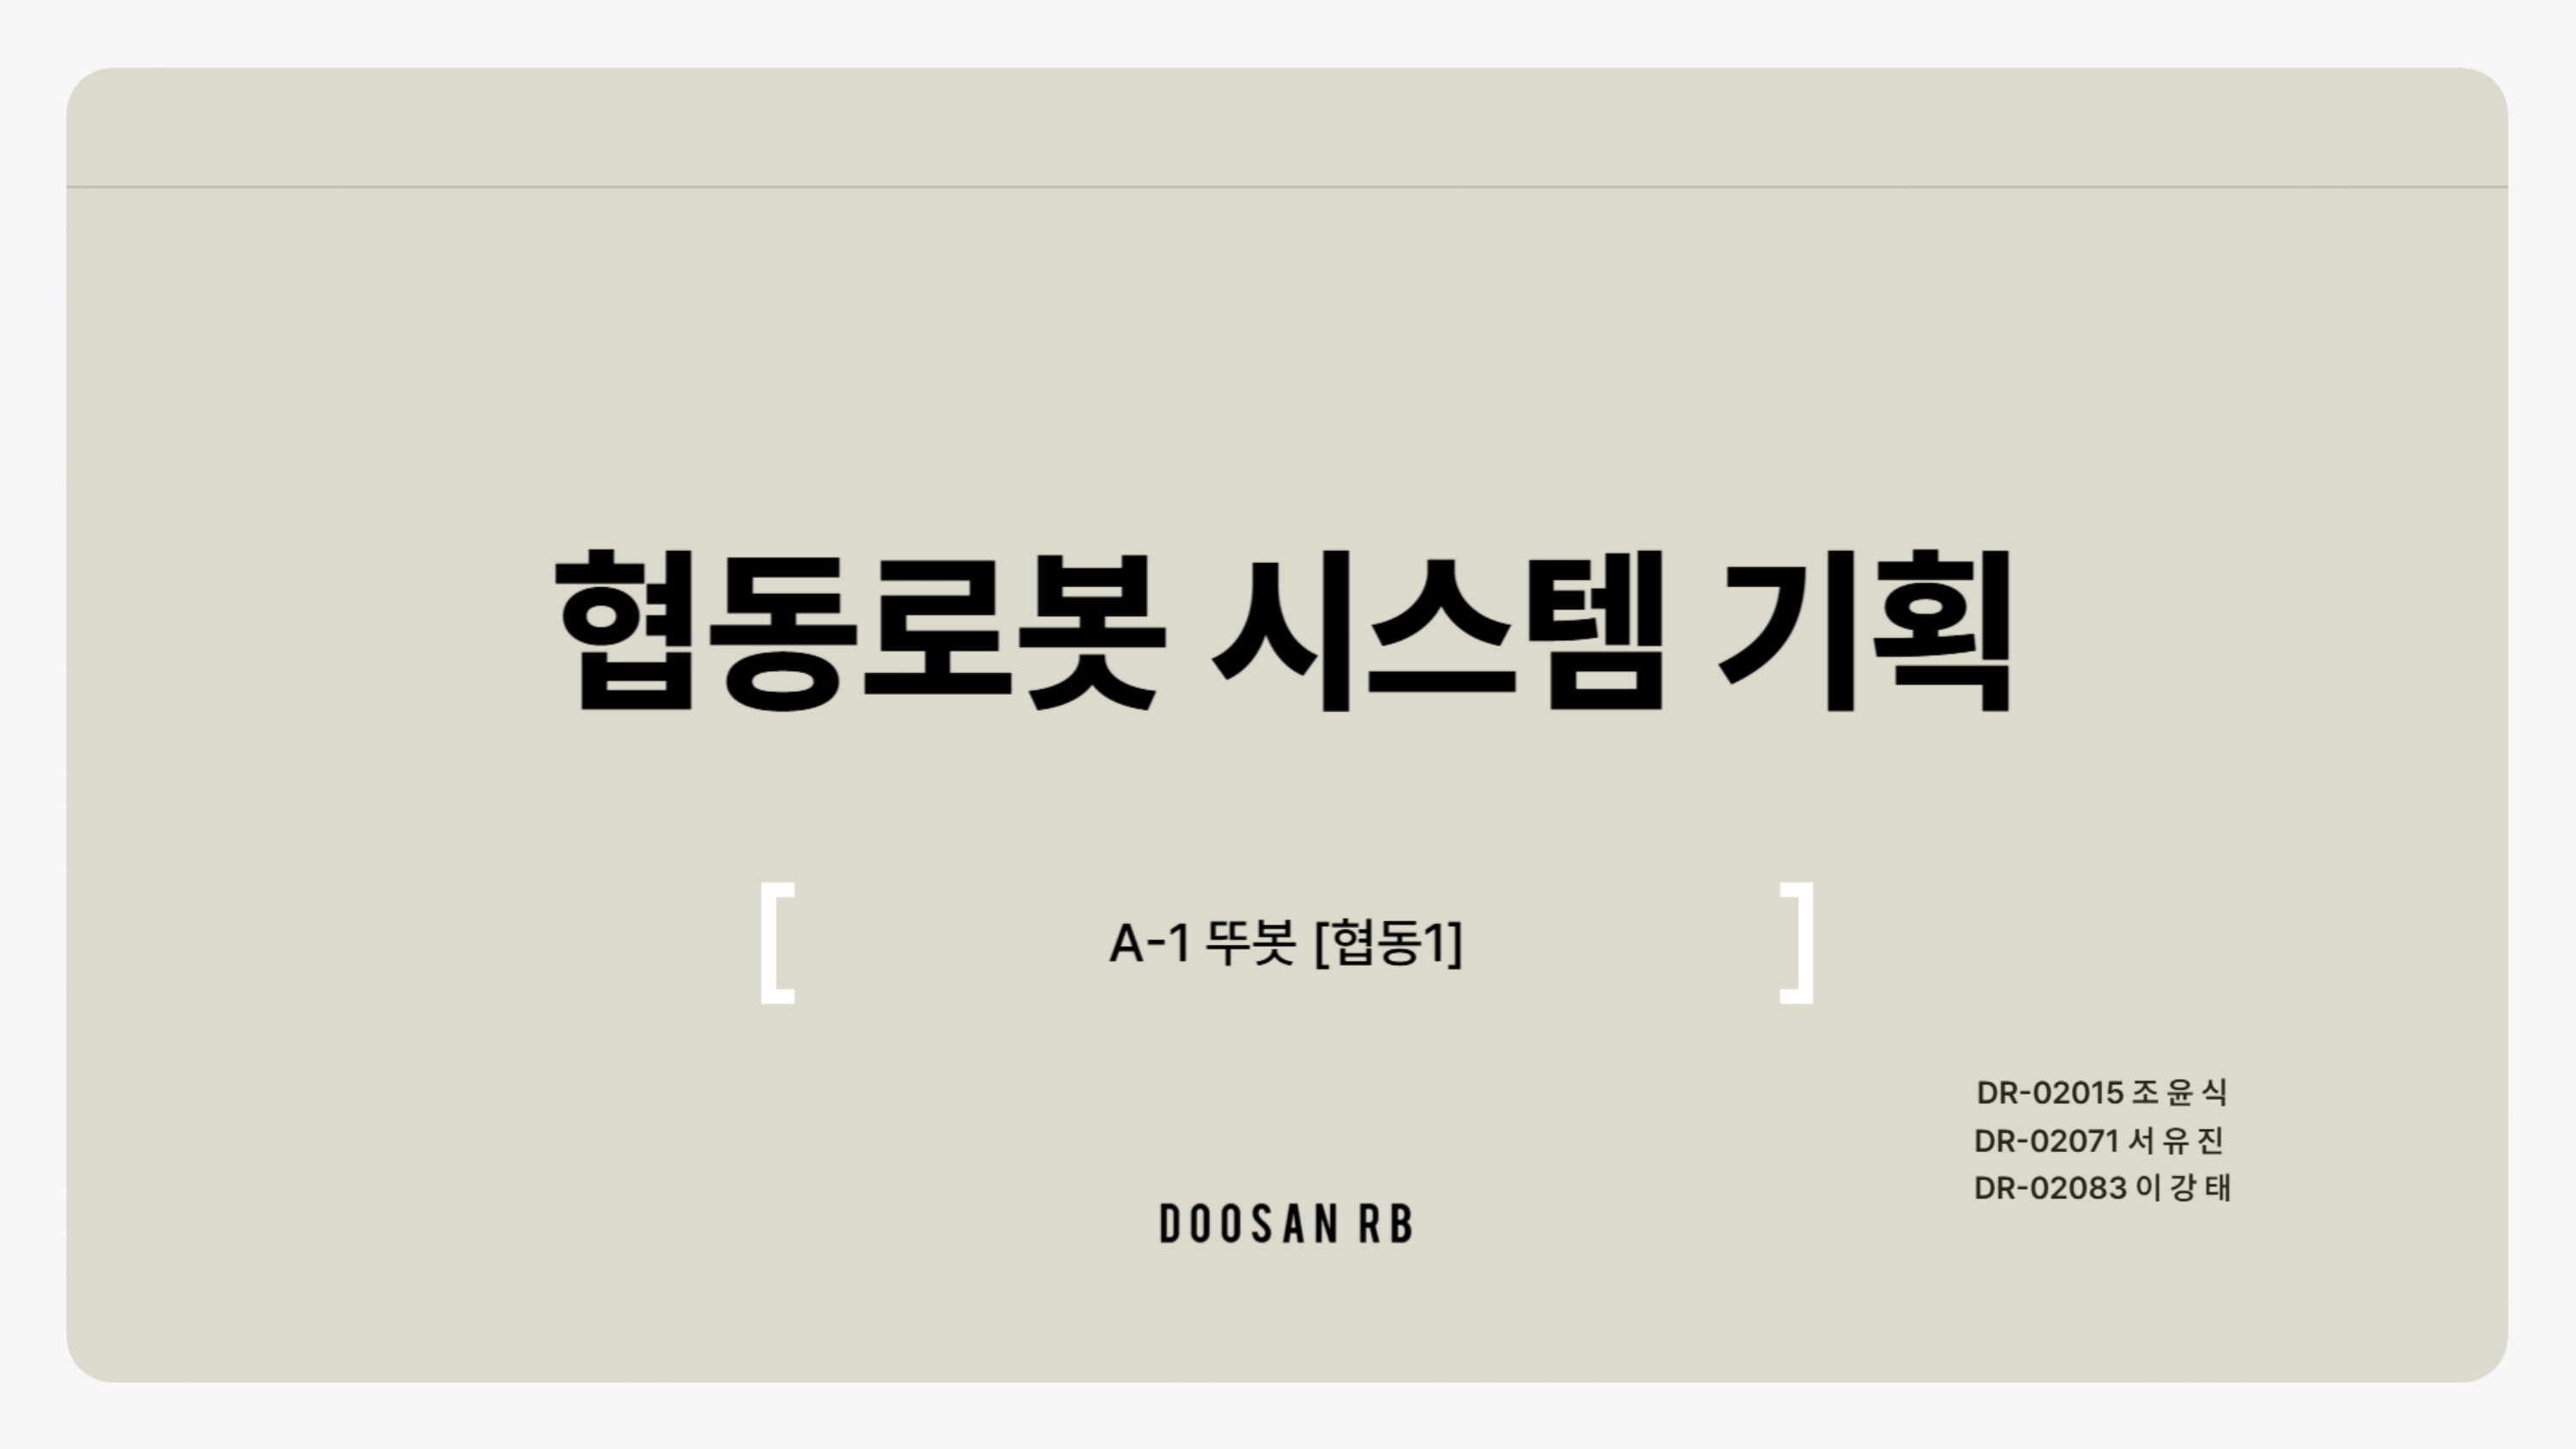 협동로봇 시스템 기획
[ A-1 뚜봇 [협동1] ]
DR-02015 조 윤 식
DR-02071 서 유 진
DR-02083 이 강 태
DOOSAN RB